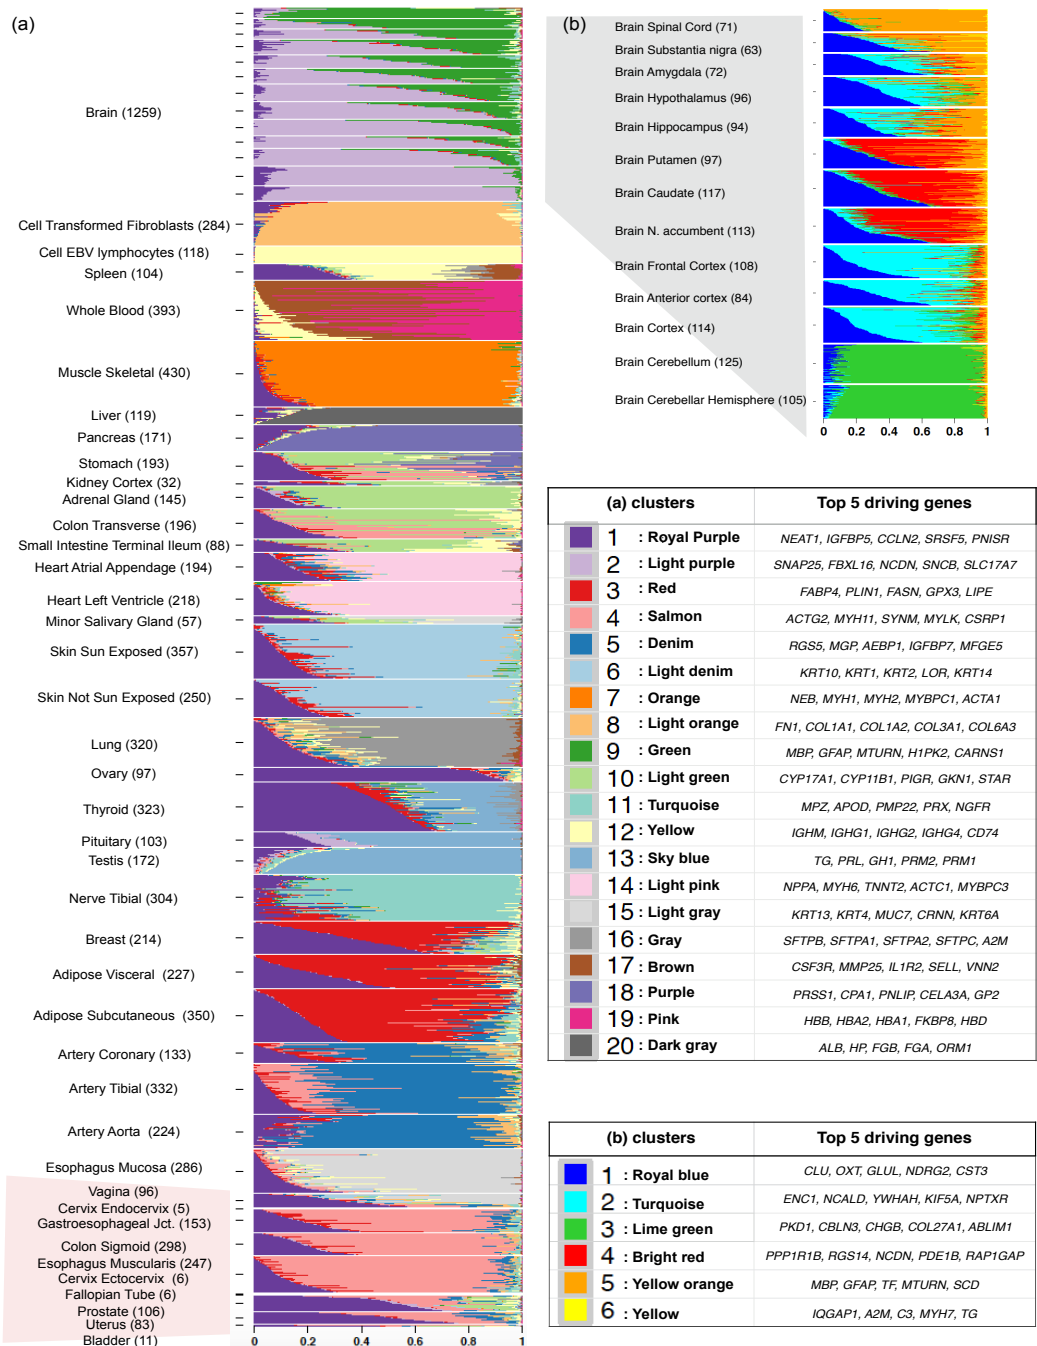 (a)
Brain (1259)
Cell Transformed Fibroblasts (284)
Cell EBV lymphocytes (118)
Spleen (104)
Whole Blood (393)
Muscle Skeletal (430)
Liver (119)
Pancreas (171)
Stomach (193)
Kidney Cortex (32)
Adrenal Gland (145)
Colon Transverse (196)
Small Intestine Terminal Ileum (88)
Heart Atrial Appendage (194)
Heart Left Ventricle (218)
Minor Salivary Gland (57)
Skin Sun Exposed (357)
Skin Not Sun Exposed (250)
Lung (320)
Ovary (97)
Thyroid (323)
Pituitary (103)
Testis (172)
Nerve Tibial (304)
Breast (214)
Adipose Visceral (227)
Adipose Subcutaneous (350)
Artery Coronary (133)
Artery Tibial (332)
Artery Aorta (224)
Esophagus Mucosa (286)
Vagina (96)
Cervix Endocervix (5)
Gastroesophageal Jct. (153)
Colon Sigmoid (298)
Esophagus Muscularis (247)
Cervix Ectocervix (6)
Fallopian Tube (6)
Prostate (106)
Uterus (83)
Bladder (11)
0 0.2 0.4 0.6 0.8 1
(b)
Brain Spinal Cord (71)
Brain Substantia nigra (63)
Brain Amygdala (72)
Brain Hypothalamus (96)
Brain Hippocampus (94)
Brain Putamen (97)
Brain Caudate (117)
Brain N. accumbent (113)
Brain Frontal Cortex (108)
Brain Anterior cortex (84)
Brain Cortex (114)
Brain Cerebellum (125)
Brain Cerebellar Hemisphere (105)
0 0.2 0.4 0.6 0.8 1
(a) clusters Top 5 driving genes
1 : Royal Purple NEAT1, IGFBP5, CCLN2, SRSF5, PNISR
2 : Light purple SNAP25, FBXL16, NCDN, SNCB, SLC17A7
3 : Red FABP4, PLIN1, FASN, GPX3, LIPE
4 : Salmon ACTG2, MYH11, SYNM, MYLK, CSRP1
5 : Denim RGS5, MGP, AEBP1, IGFBP7, MFGE5
6 : Light denim KRT10, KRT1, KRT2, LOR, KRT14
7 : Orange NEB, MYH1, MYH2, MYBPC1, ACTA1
8 : Light orange FN1, COL1A1, COL1A2, COL3A1, COL6A3
9 : Green MBP, GFAP, MTURN, H1PK2, CARNS1
10 : Light green CYP17A1, CYP11B1, PIGR, GKN1, STAR
11 : Turquoise MPZ, APOD, PMP22, PRX, NGFR
12 : Yellow IGHM, IGHG1, IGHG2, IGHG4, CD74
13 : Sky blue TG, PRL, GH1, PRM2, PRM1
14 : Light pink NPPA, MYH6, TNNT2, ACTC1, MYBPC3
15 : Light gray KRT13, KRT4, MUC7, CRNN, KRT6A
16 : Gray SFTPB, SFTPA1, SFTPA2, SFTPC, A2M
17 : Brown CSF3R, MMP25, IL1R2, SELL, VNN2
18 : Purple PRSS1, CPA1, PNLIP, CELA3A, GP2
19 : Pink HBB, HBA2, HBA1, FKBP8, HBD
20 : Dark gray ALB, HP, FGB, FGA, ORM1
(b) clusters Top 5 driving genes
1 : Royal blue CLU, OXT, GLUL, NDRG2, CST3
2 : Turquoise ENC1, NCALD, YWHAH, KIF5A, NPTXR
3 : Lime green PKD1, CBLN3, CHGB, COL27A1, ABLIM1
4 : Bright red PPP1R1B, RGS14, NCDN, PDE1B, RAP1GAP
5 : Yellow orange MBP, GFAP, TF, MTURN, SCD
6 : Yellow IQGAP1, A2M, C3, MYH7, TG